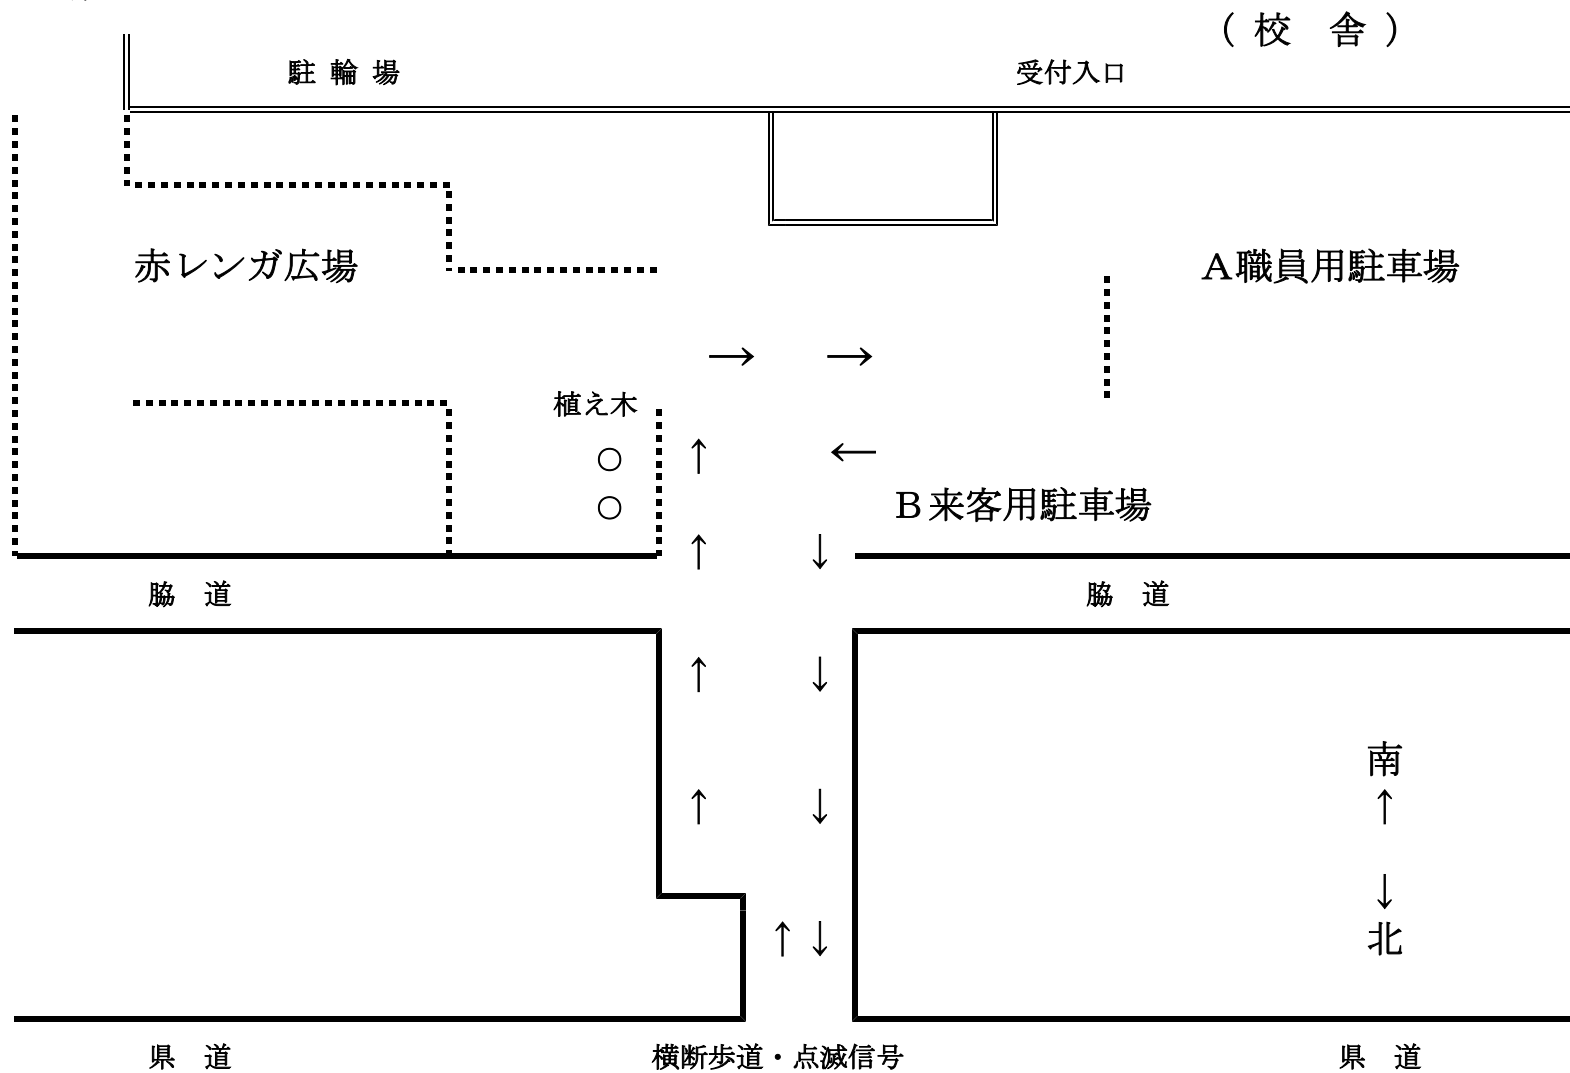 （ 校　舎 ）
駐 輪 場
受付入口
赤レンガ広場
Ａ職員用駐車場
→　→
植え木
↑　←
○
○
Ｂ来客用駐車場
↑　↓
脇　道
脇　道
↑　↓
南
↑　↓
↑
↓
北
↑↓
県　道
横断歩道・点滅信号
県　道